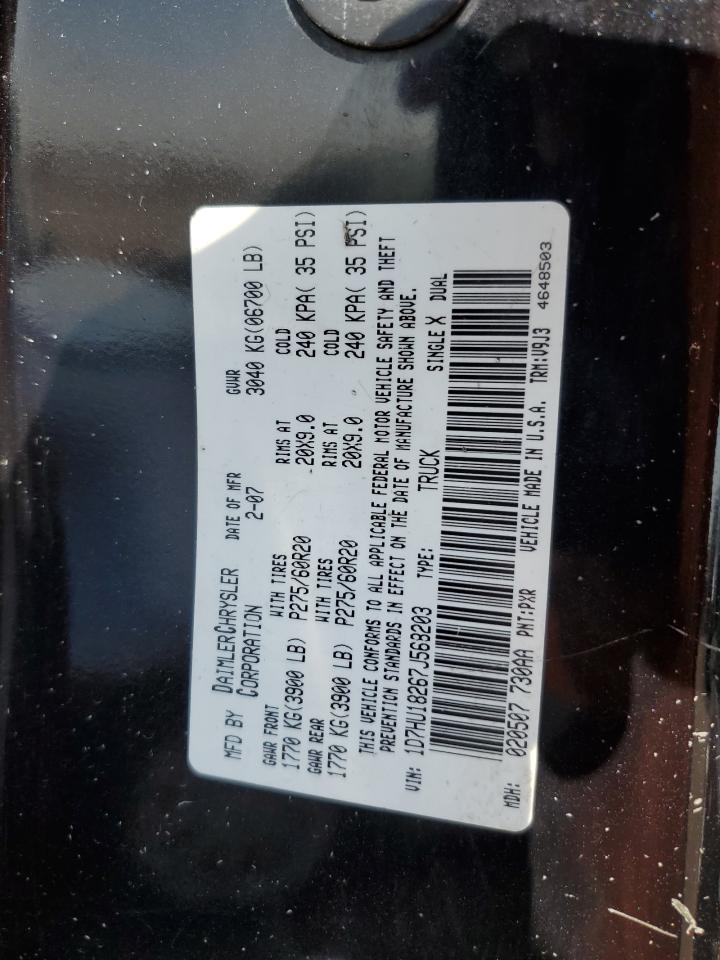 MFD BY DAIMLERCHRYSLER CORPORATION DATE OF MFR 2-07 GVWR 3040 KG(06700 LB)
GAWR FRONT WITH TIRES RIMS AT COLD
1770 KG(3900 LB) P275/60R20 20X9.0 240 KPA( 35 PSI)
GAWR REAR WITH TIRES RIMS AT COLD
1770 KG(3900 LB) P275/60R20 20X9.0 240 KPA( 35 PSI)
THIS VEHICLE CONFORMS TO ALL APPLICABLE FEDERAL MOTOR VEHICLE SAFETY AND THEFT
PREVENTION STANDARDS IN EFFECT ON THE DATE OF MANUFACTURE SHOWN ABOVE.
VIN: 1D7HU18267J563203 TYPE: TRUCK SINGLE X DUAL
MDH: 020507 730AA PNT:PXR VEHICLE MADE IN U.S.A. TRM:V9J3 4648503